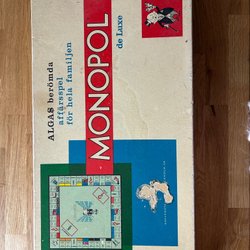 ALGAS berömda
affärsspel
för hela familjen
MONOPOL
de Luxe